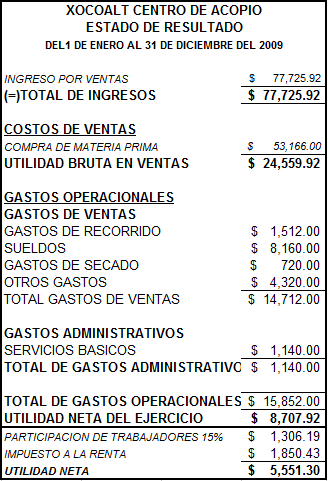 XOCOALT CENTRO DE ACOPIO
ESTADO DE RESULTADO
DEL1 DE ENERO AL 31 DE DICIEMBRE DEL 2009
INGRESO POR VENTAS $ 77,725.92
(=)TOTAL DE INGRESOS $ 77,725.92
COSTOS DE VENTAS
COMPRA DE MATERIA PRIMA $ 53,166.00
UTILIDAD BRUTA EN VENTAS $ 24,559.92
GASTOS OPERACIONALES
GASTOS DE VENTAS
GASTOS DE RECORRIDO $ 1,512.00
SUELDOS $ 8,160.00
GASTOS DE SECADO $ 720.00
OTROS GASTOS $ 4,320.00
TOTAL GASTOS DE VENTAS $ 14,712.00
GASTOS ADMINISTRATIVOS
SERVICIOS BASICOS $ 1,140.00
TOTAL DE GASTOS ADMINISTRATIVO $ 1,140.00
TOTAL DE GASTOS OPERACIONALES $ 15,852.00
UTILIDAD NETA DEL EJERCICIO $ 8,707.92
PARTICIPACION DE TRABAJADORES 15% $ 1,306.19
IMPUESTO A LA RENTA $ 1,850.43
UTILIDAD NETA $ 5,551.30